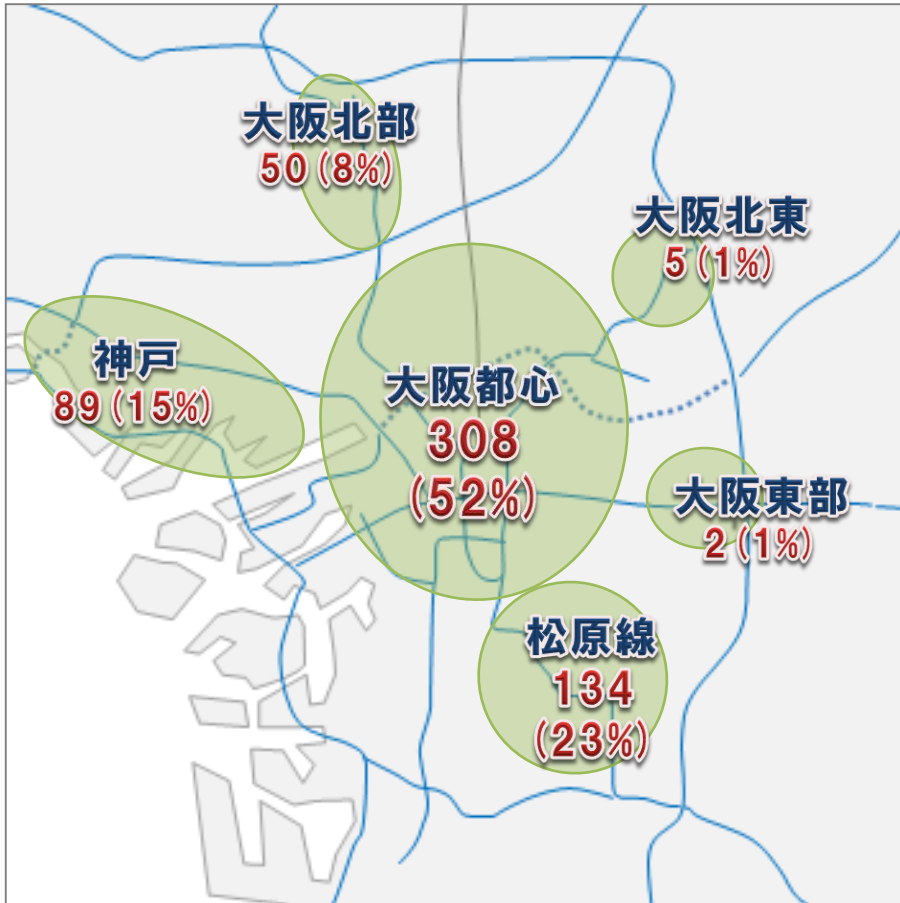 大阪北部
50(8%)
大阪北東
5(1%)
神戸
89(15%)
大阪都心
308
(52%)
大阪東部
2(1%)
松原線
134
(23%)